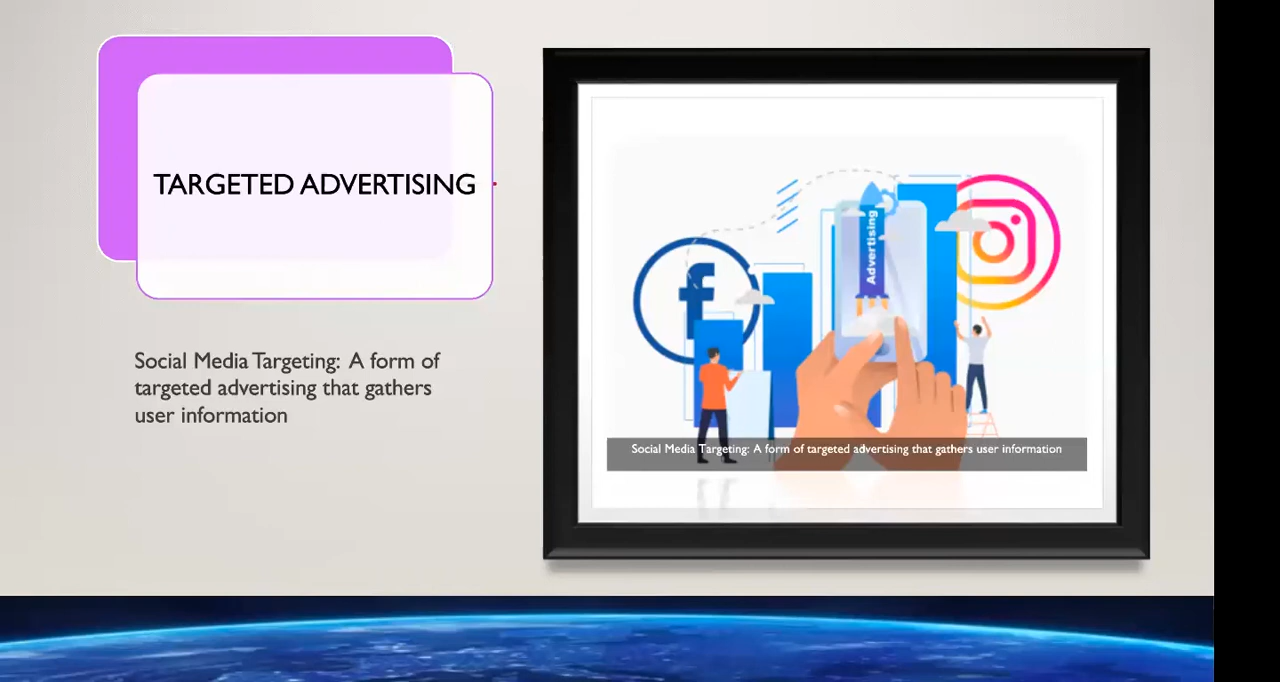 TARGETED ADVERTISING
Social Media Targeting: A form of
targeted advertising that gathers
user information
Advertising
Social Media Targeting: A form of targeted advertising that gathers user information